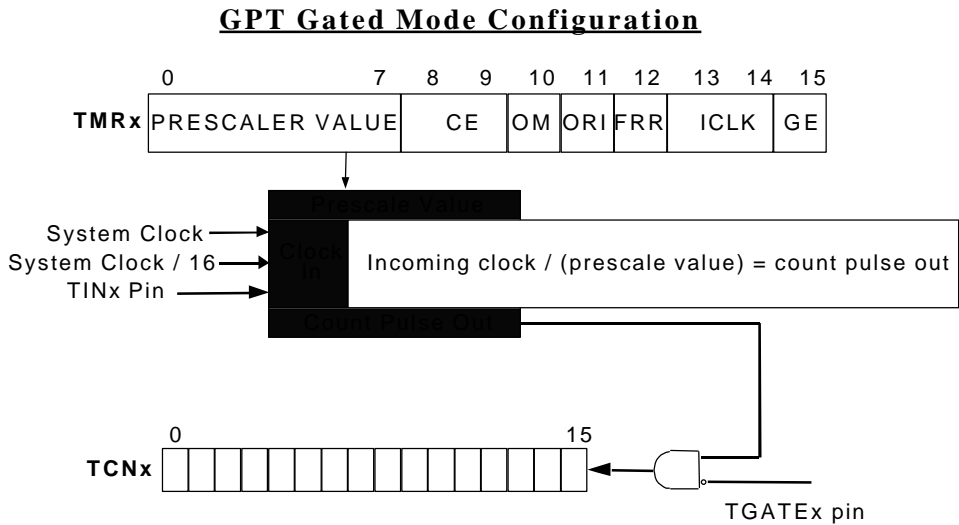 GPT Gated Mode Configuration
0 7 8 9 10 11 12 13 14 15
TMRx PRESCALER VALUE CE OM ORI FRR ICLK GE
Prescale Value
System Clock
System Clock / 16
TINx Pin
Clock
In
Incoming clock / (prescale value) = count pulse out
Count Pulse Out
0 15
TCNx
TGATEx pin